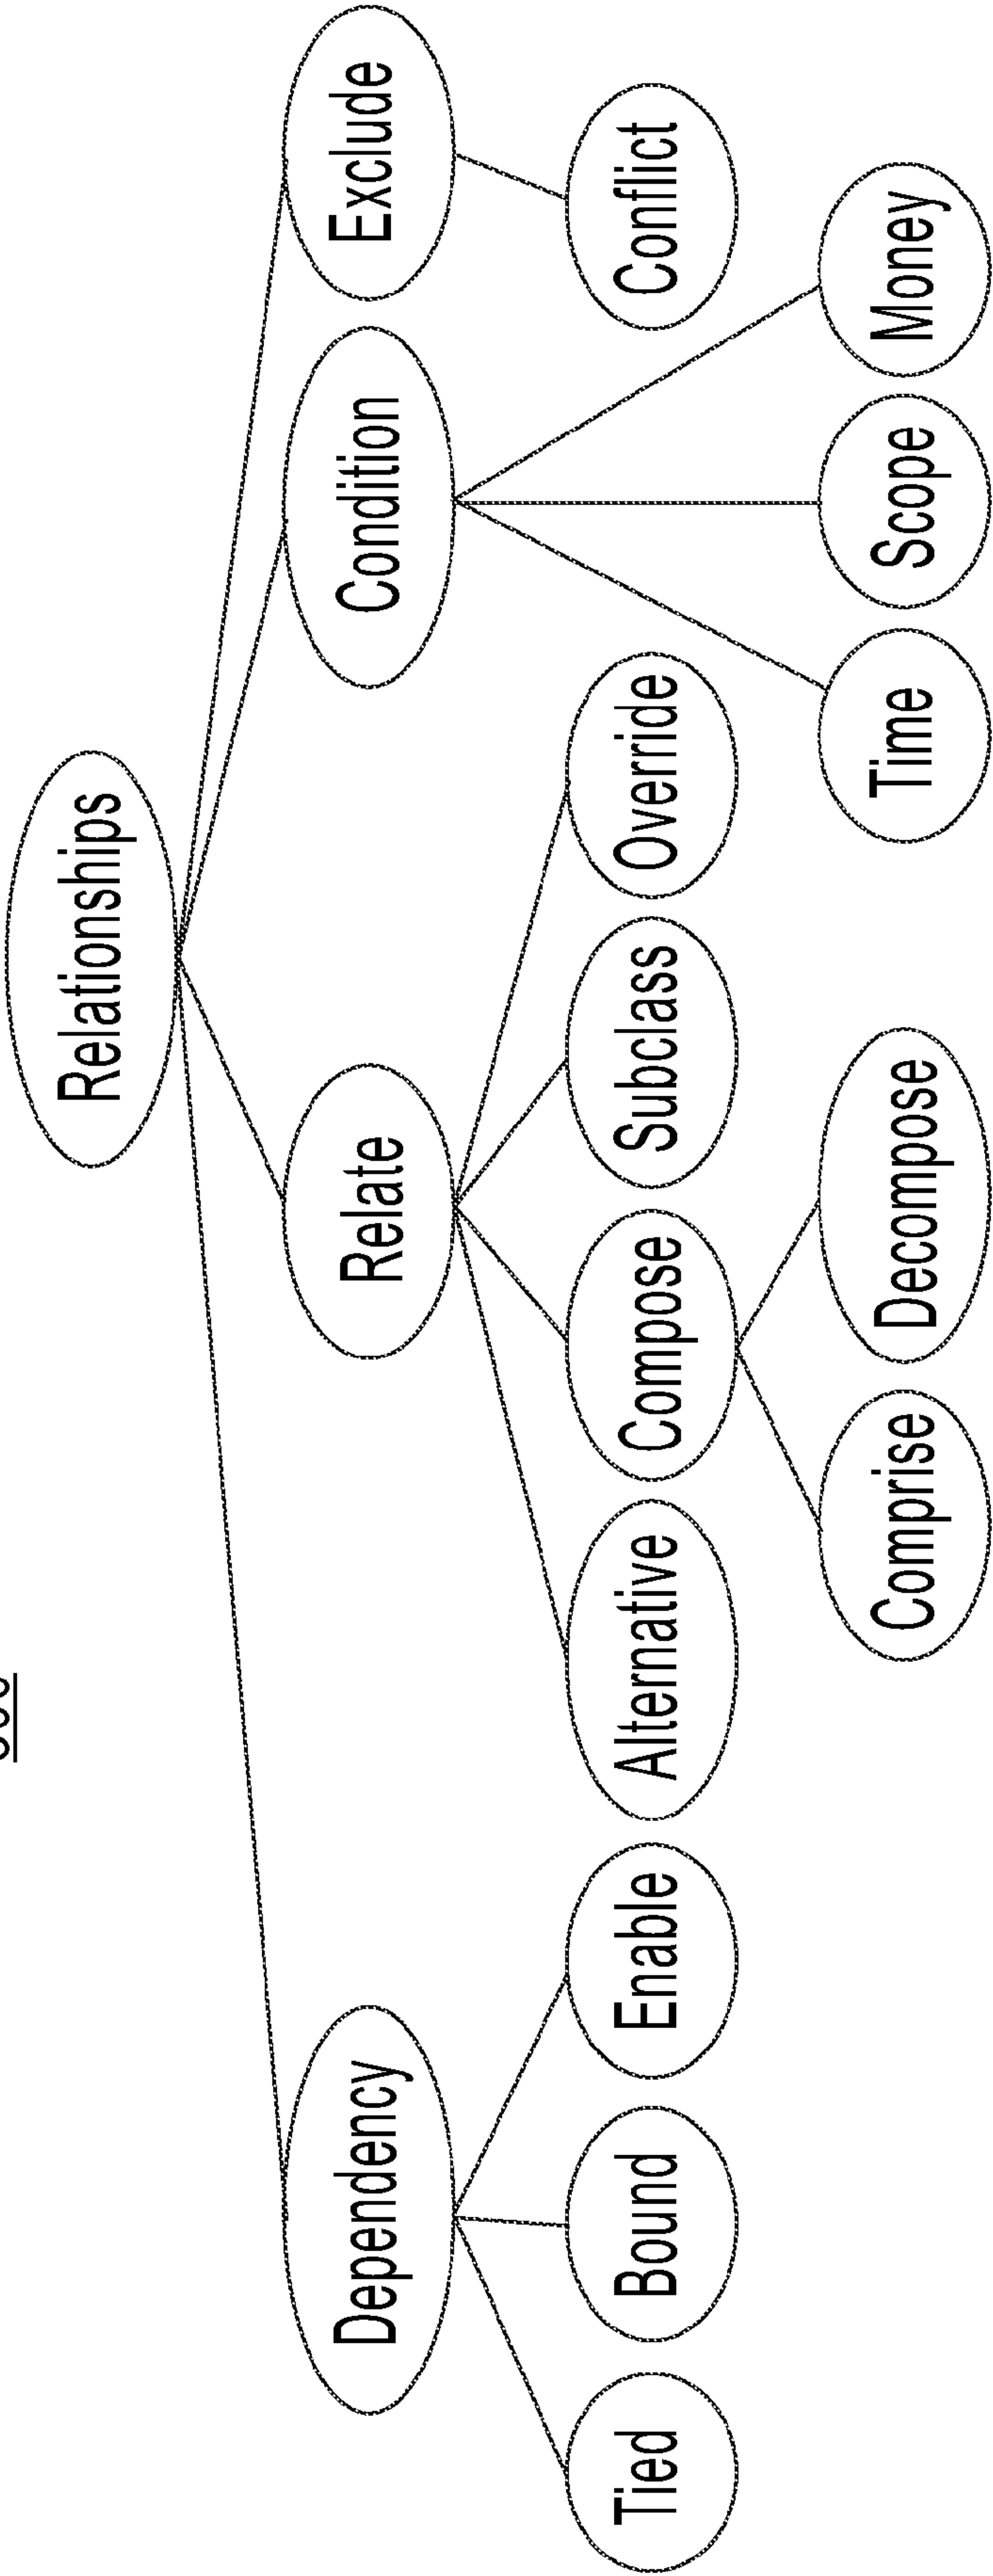 Relationships
Dependency
Relate
Condition
Exclude
Tied
Bound
Enable
Alternative
Compose
Subclass
Override
Conflict
Comprise
Decompose
Time
Scope
Money